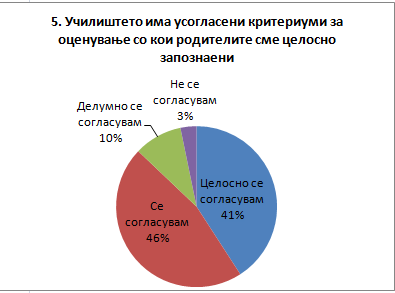 5. Училиштето има усогласени критериуми за
оценување со кои родителите сме целосно
запознаени
Не се
согласувам
3%
Делумно се
согласувам
10%
Целосно се
согласувам
41%
Се
согласувам
46%